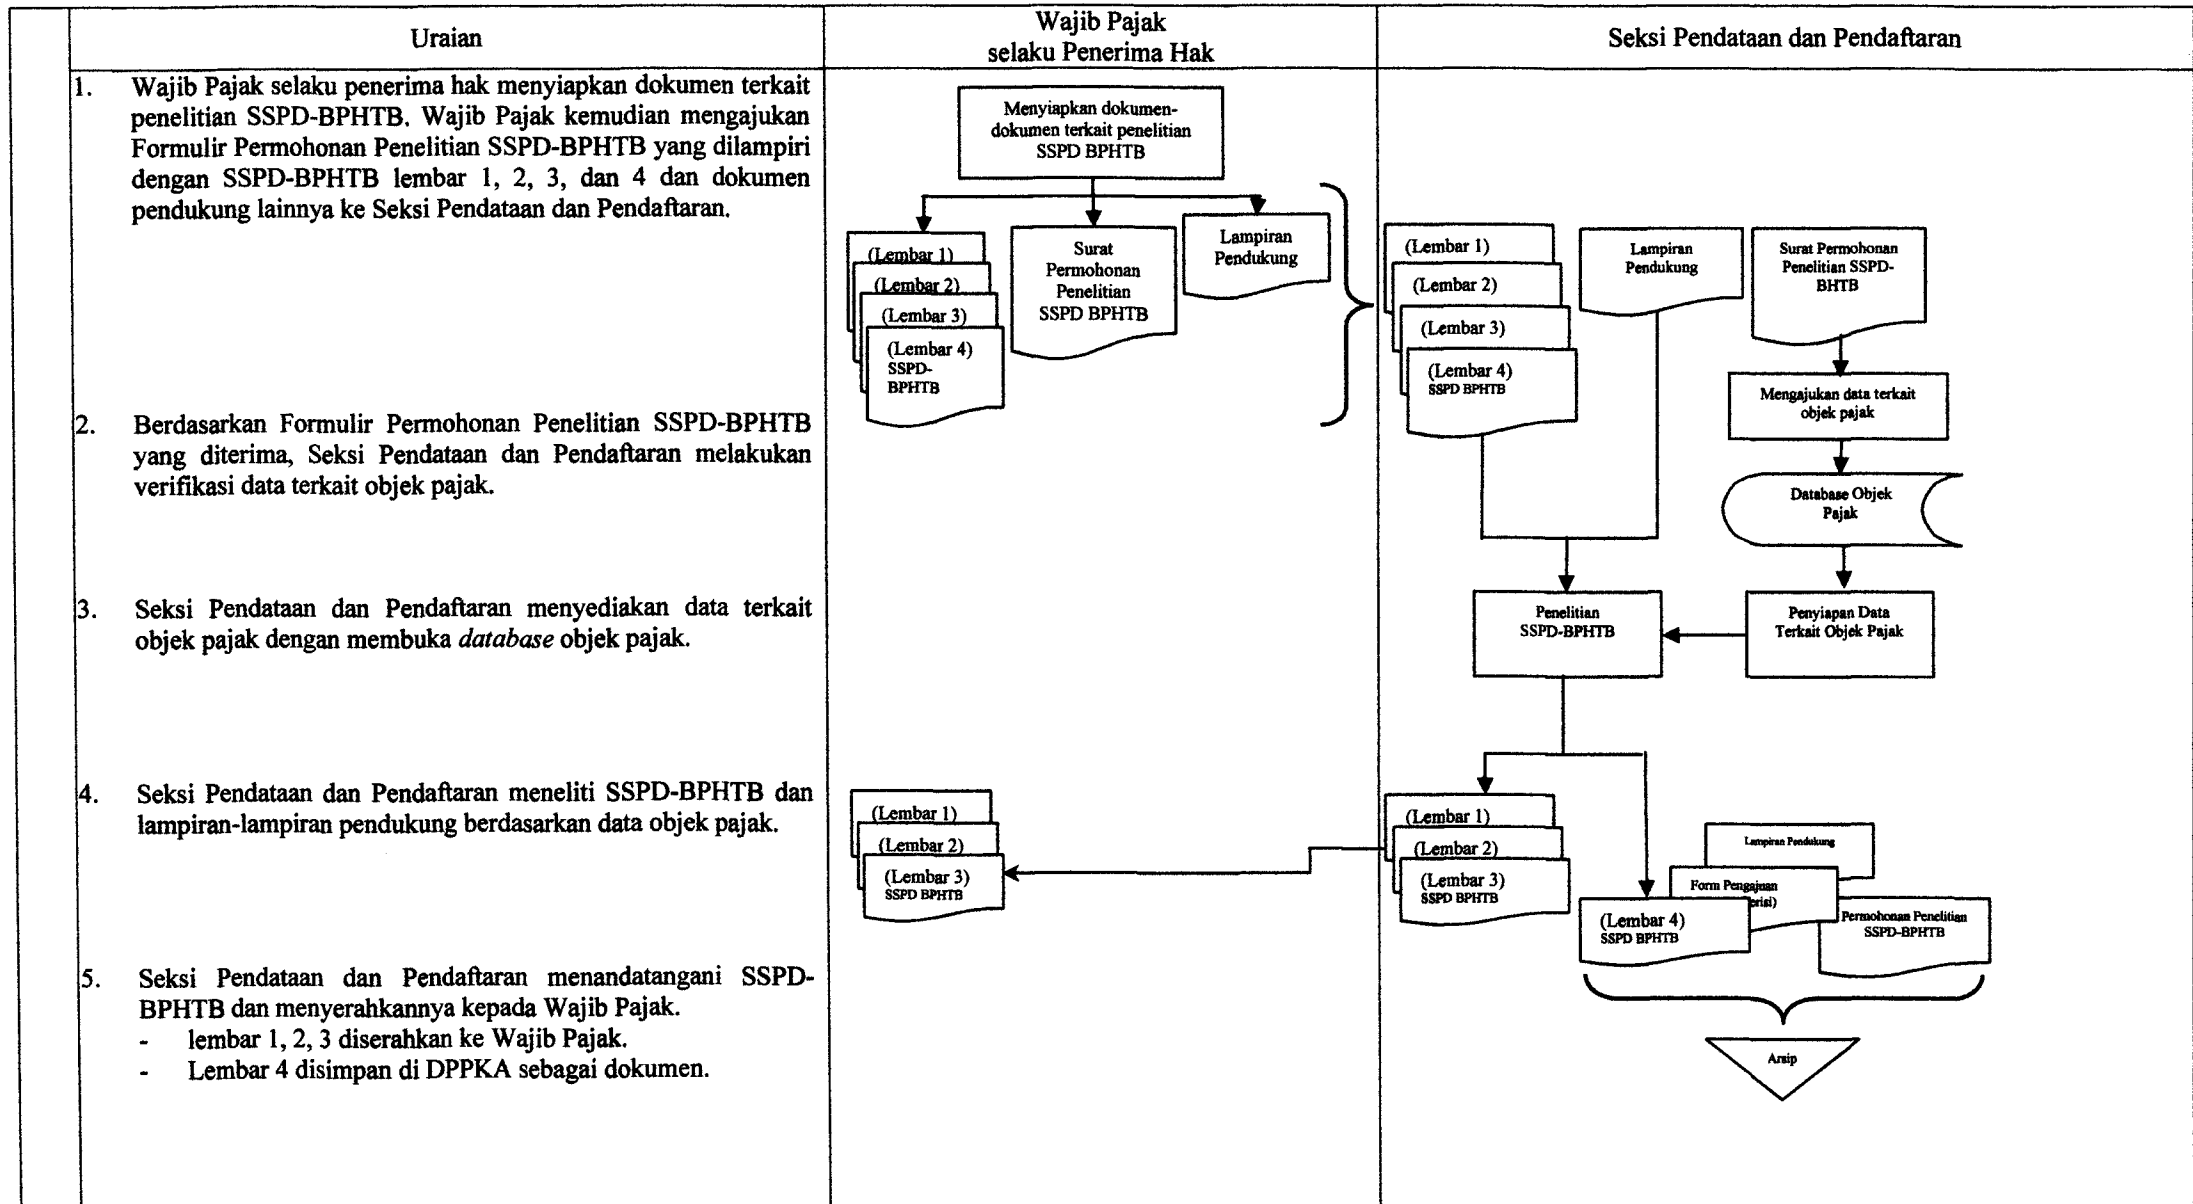 Uraian
Wajib Pajak
selaku Penerima Hak
Seksi Pendataan dan Pendaftaran
1. Wajib Pajak selaku penerima hak menyiapkan dokumen terkait
penelitian SSPD-BPHTB. Wajib Pajak kemudian mengajukan
Formulir Permohonan Penelitian SSPD-BPHTB yang dilampiri
dengan SSPD-BPHTB lembar 1, 2, 3, dan 4 dan dokumen
pendukung lainnya ke Seksi Pendataan dan Pendaftaran.
2. Berdasarkan Formulir Permohonan Penelitian SSPD-BPHTB
yang diterima, Seksi Pendataan dan Pendaftaran melakukan
verifikasi data terkait objek pajak.
3. Seksi Pendataan dan Pendaftaran menyediakan data terkait
objek pajak dengan membuka database objek pajak.
4. Seksi Pendataan dan Pendaftaran meneliti SSPD-BPHTB dan
lampiran-lampiran pendukung berdasarkan data objek pajak.
5. Seksi Pendataan dan Pendaftaran menandatangani SSPD-
BPHTB dan menyerahkannya kepada Wajib Pajak.
- lembar 1, 2, 3 diserahkan ke Wajib Pajak.
- Lembar 4 disimpan di DPPKA sebagai dokumen.
Menyiapkan dokumen-
dokumen terkait penelitian
SSPD BPHTB
(Lembar 1)
(Lembar 2)
(Lembar 3)
(Lembar 4)
SSPD-
BPHTB
Surat
Permohonan
Penelitian
SSPD BPHTB
Lampiran
Pendukung
(Lembar 1)
(Lembar 2)
(Lembar 3)
SSPD BPHTB
(Lembar 1)
(Lembar 2)
(Lembar 3)
(Lembar 4)
SSPD BPHTB
Lampiran
Pendukung
Surat Permohonan
Penelitian SSPD-
BHTB
Mengajukan data terkait
objek pajak
Database Objek
Pajak
Penelitian
SSPD-BPHTB
Penyiapan Data
Terkait Objek Pajak
(Lembar 1)
(Lembar 2)
(Lembar 3)
SSPD BPHTB
Lampiran Pendukung
Form Pengajuan
erisi)
(Lembar 4)
SSPD BPHTB
Permohonan Penelitian
SSPD-BPHTB
Arsip